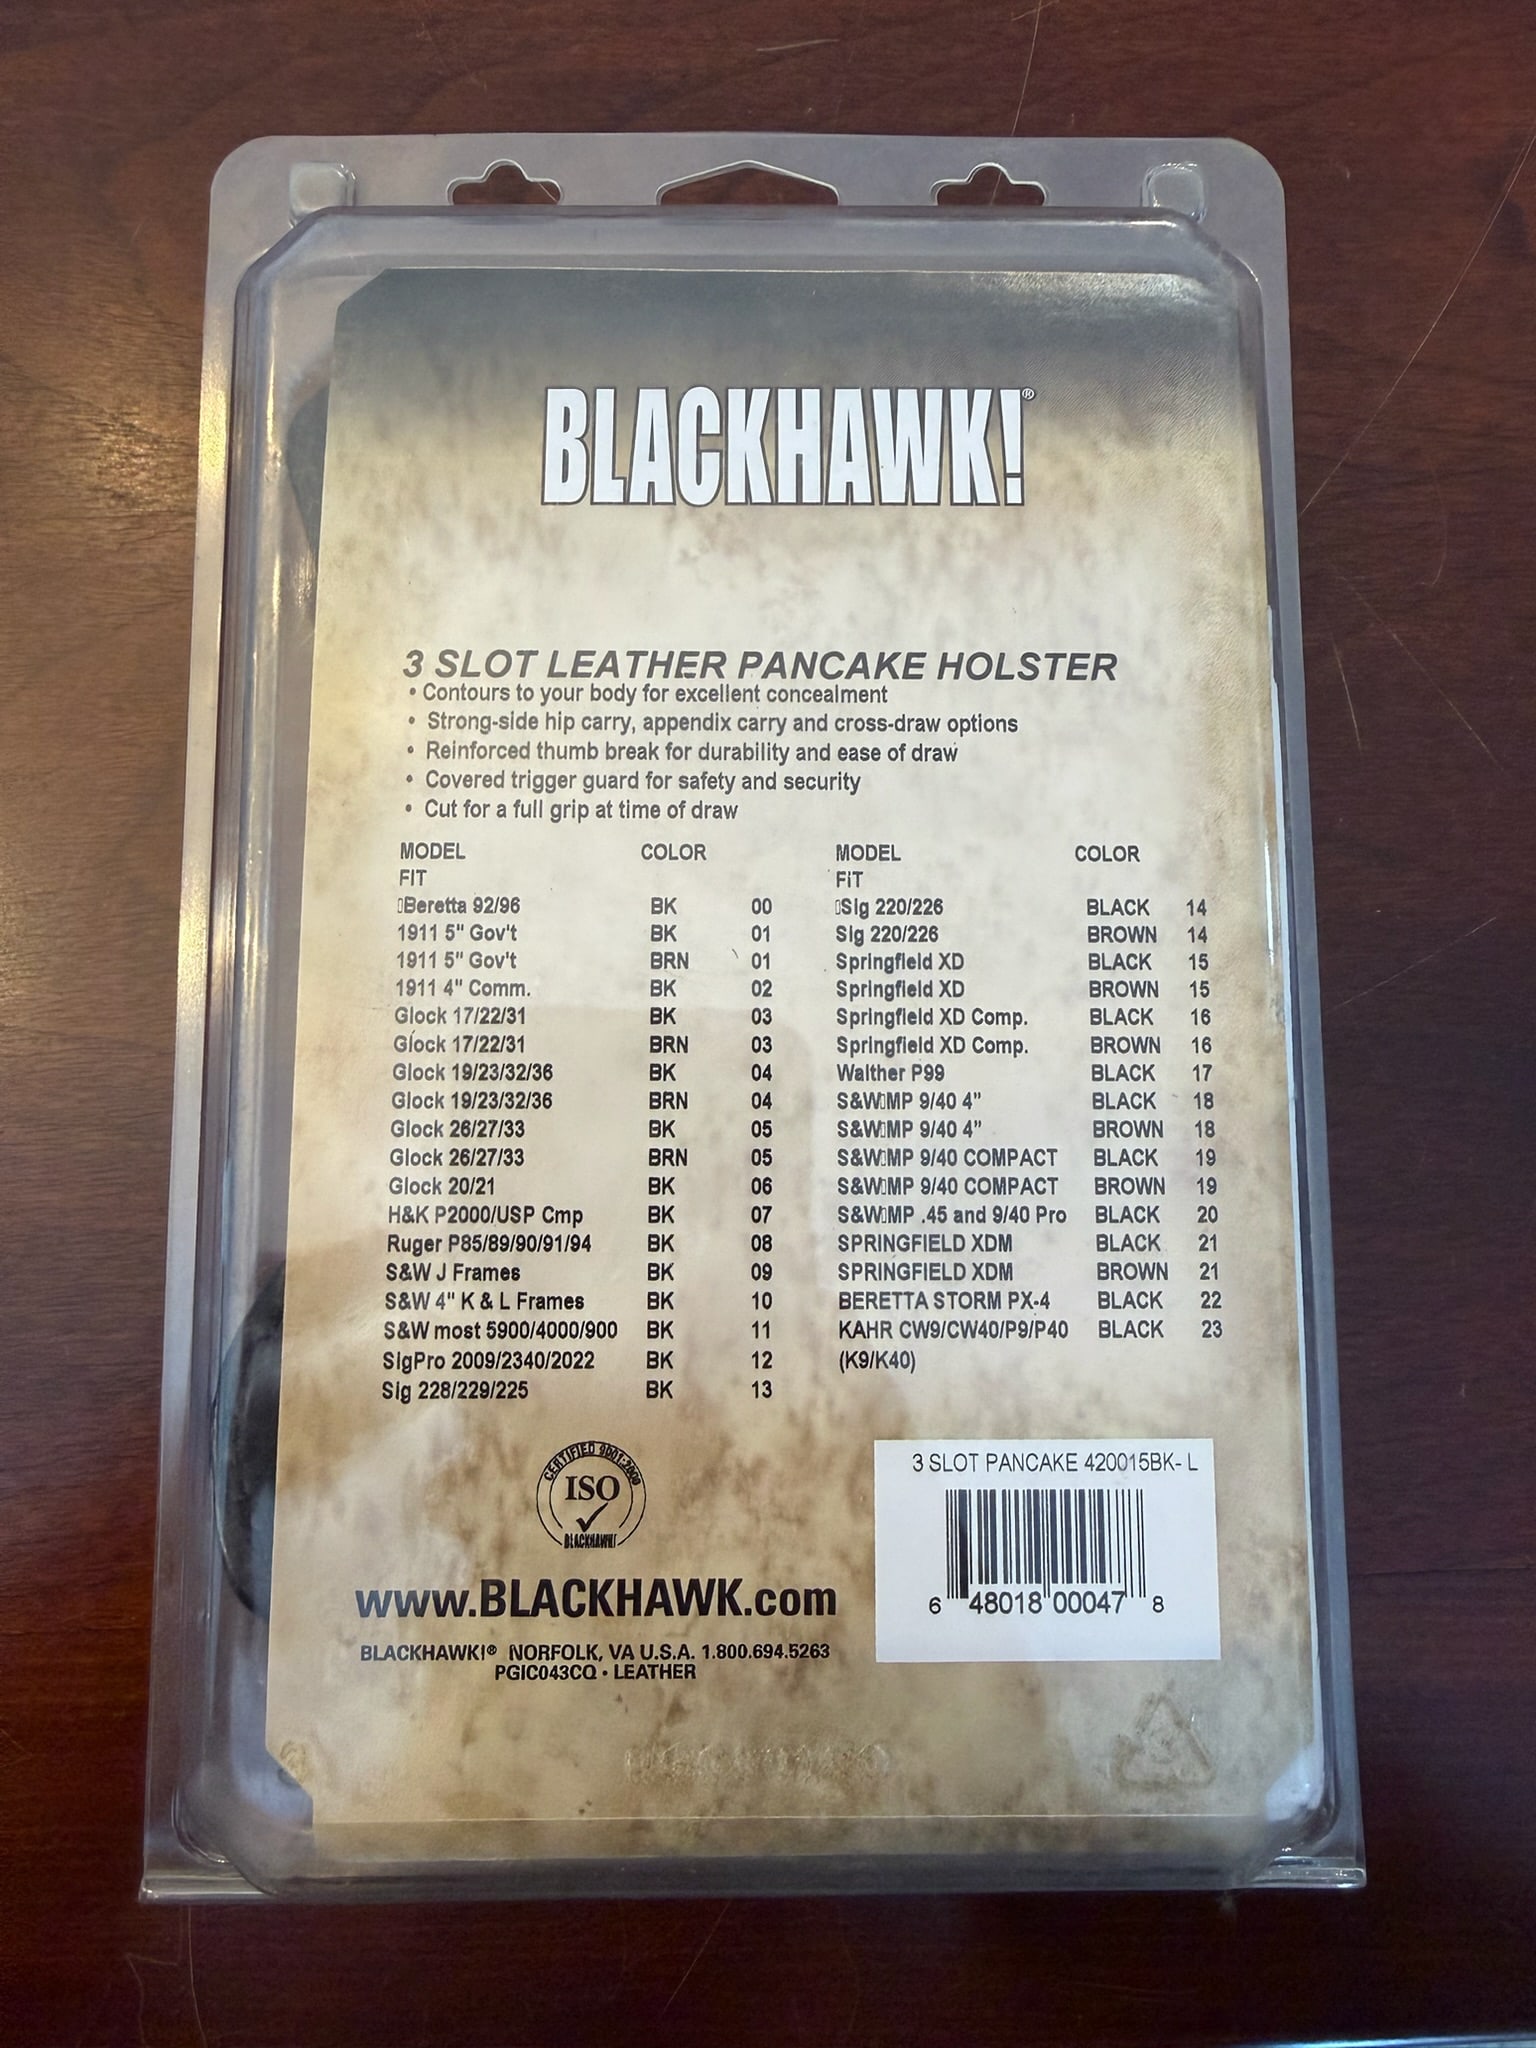 BLACKHAWK!®
3 SLOT LEATHER PANCAKE HOLSTER
• Contours to your body for excellent concealment
• Strong-side hip carry, appendix carry and cross-draw options
• Reinforced thumb break for durability and ease of draw
• Covered trigger guard for safety and security
• Cut for a full grip at time of draw
MODEL COLOR
FIT
▯Beretta 92/96 BK 00
1911 5" Gov't BK 01
1911 5" Gov't BRN 01
1911 4" Comm. BK 02
Glock 17/22/31 BK 03
Glock 17/22/31 BRN 03
Glock 19/23/32/36 BK 04
Glock 19/23/32/36 BRN 04
Glock 26/27/33 BK 05
Glock 26/27/33 BRN 05
Glock 20/21 BK 06
H&K P2000/USP Cmp BK 07
Ruger P85/89/90/91/94 BK 08
S&W J Frames BK 09
S&W 4" K & L Frames BK 10
S&W most 5900/4000/900 BK 11
SigPro 2009/2340/2022 BK 12
Sig 228/229/225 BK 13
MODEL COLOR
FIT
▯Sig 220/226 BLACK 14
Sig 220/226 BROWN 14
Springfield XD BLACK 15
Springfield XD BROWN 15
Springfield XD Comp. BLACK 16
Springfield XD Comp. BROWN 16
Walther P99 BLACK 17
S&W▯MP 9/40 4” BLACK 18
S&W▯MP 9/40 4” BROWN 18
S&W▯MP 9/40 COMPACT BLACK 19
S&W▯MP 9/40 COMPACT BROWN 19
S&W▯MP .45 and 9/40 Pro BLACK 20
SPRINGFIELD XDM BLACK 21
SPRINGFIELD XDM BROWN 21
BERETTA STORM PX-4 BLACK 22
KAHR CW9/CW40/P9/P40 BLACK 23
(K9/K40)
CERTIFIED 9001:2000
ISO
BLACKHAWK!
www.BLACKHAWK.com
BLACKHAWK!® NORFOLK, VA U.S.A. 1.800.694.5263
PGIC043CQ • LEATHER
3 SLOT PANCAKE 420015BK- L
6 48018 00047 8